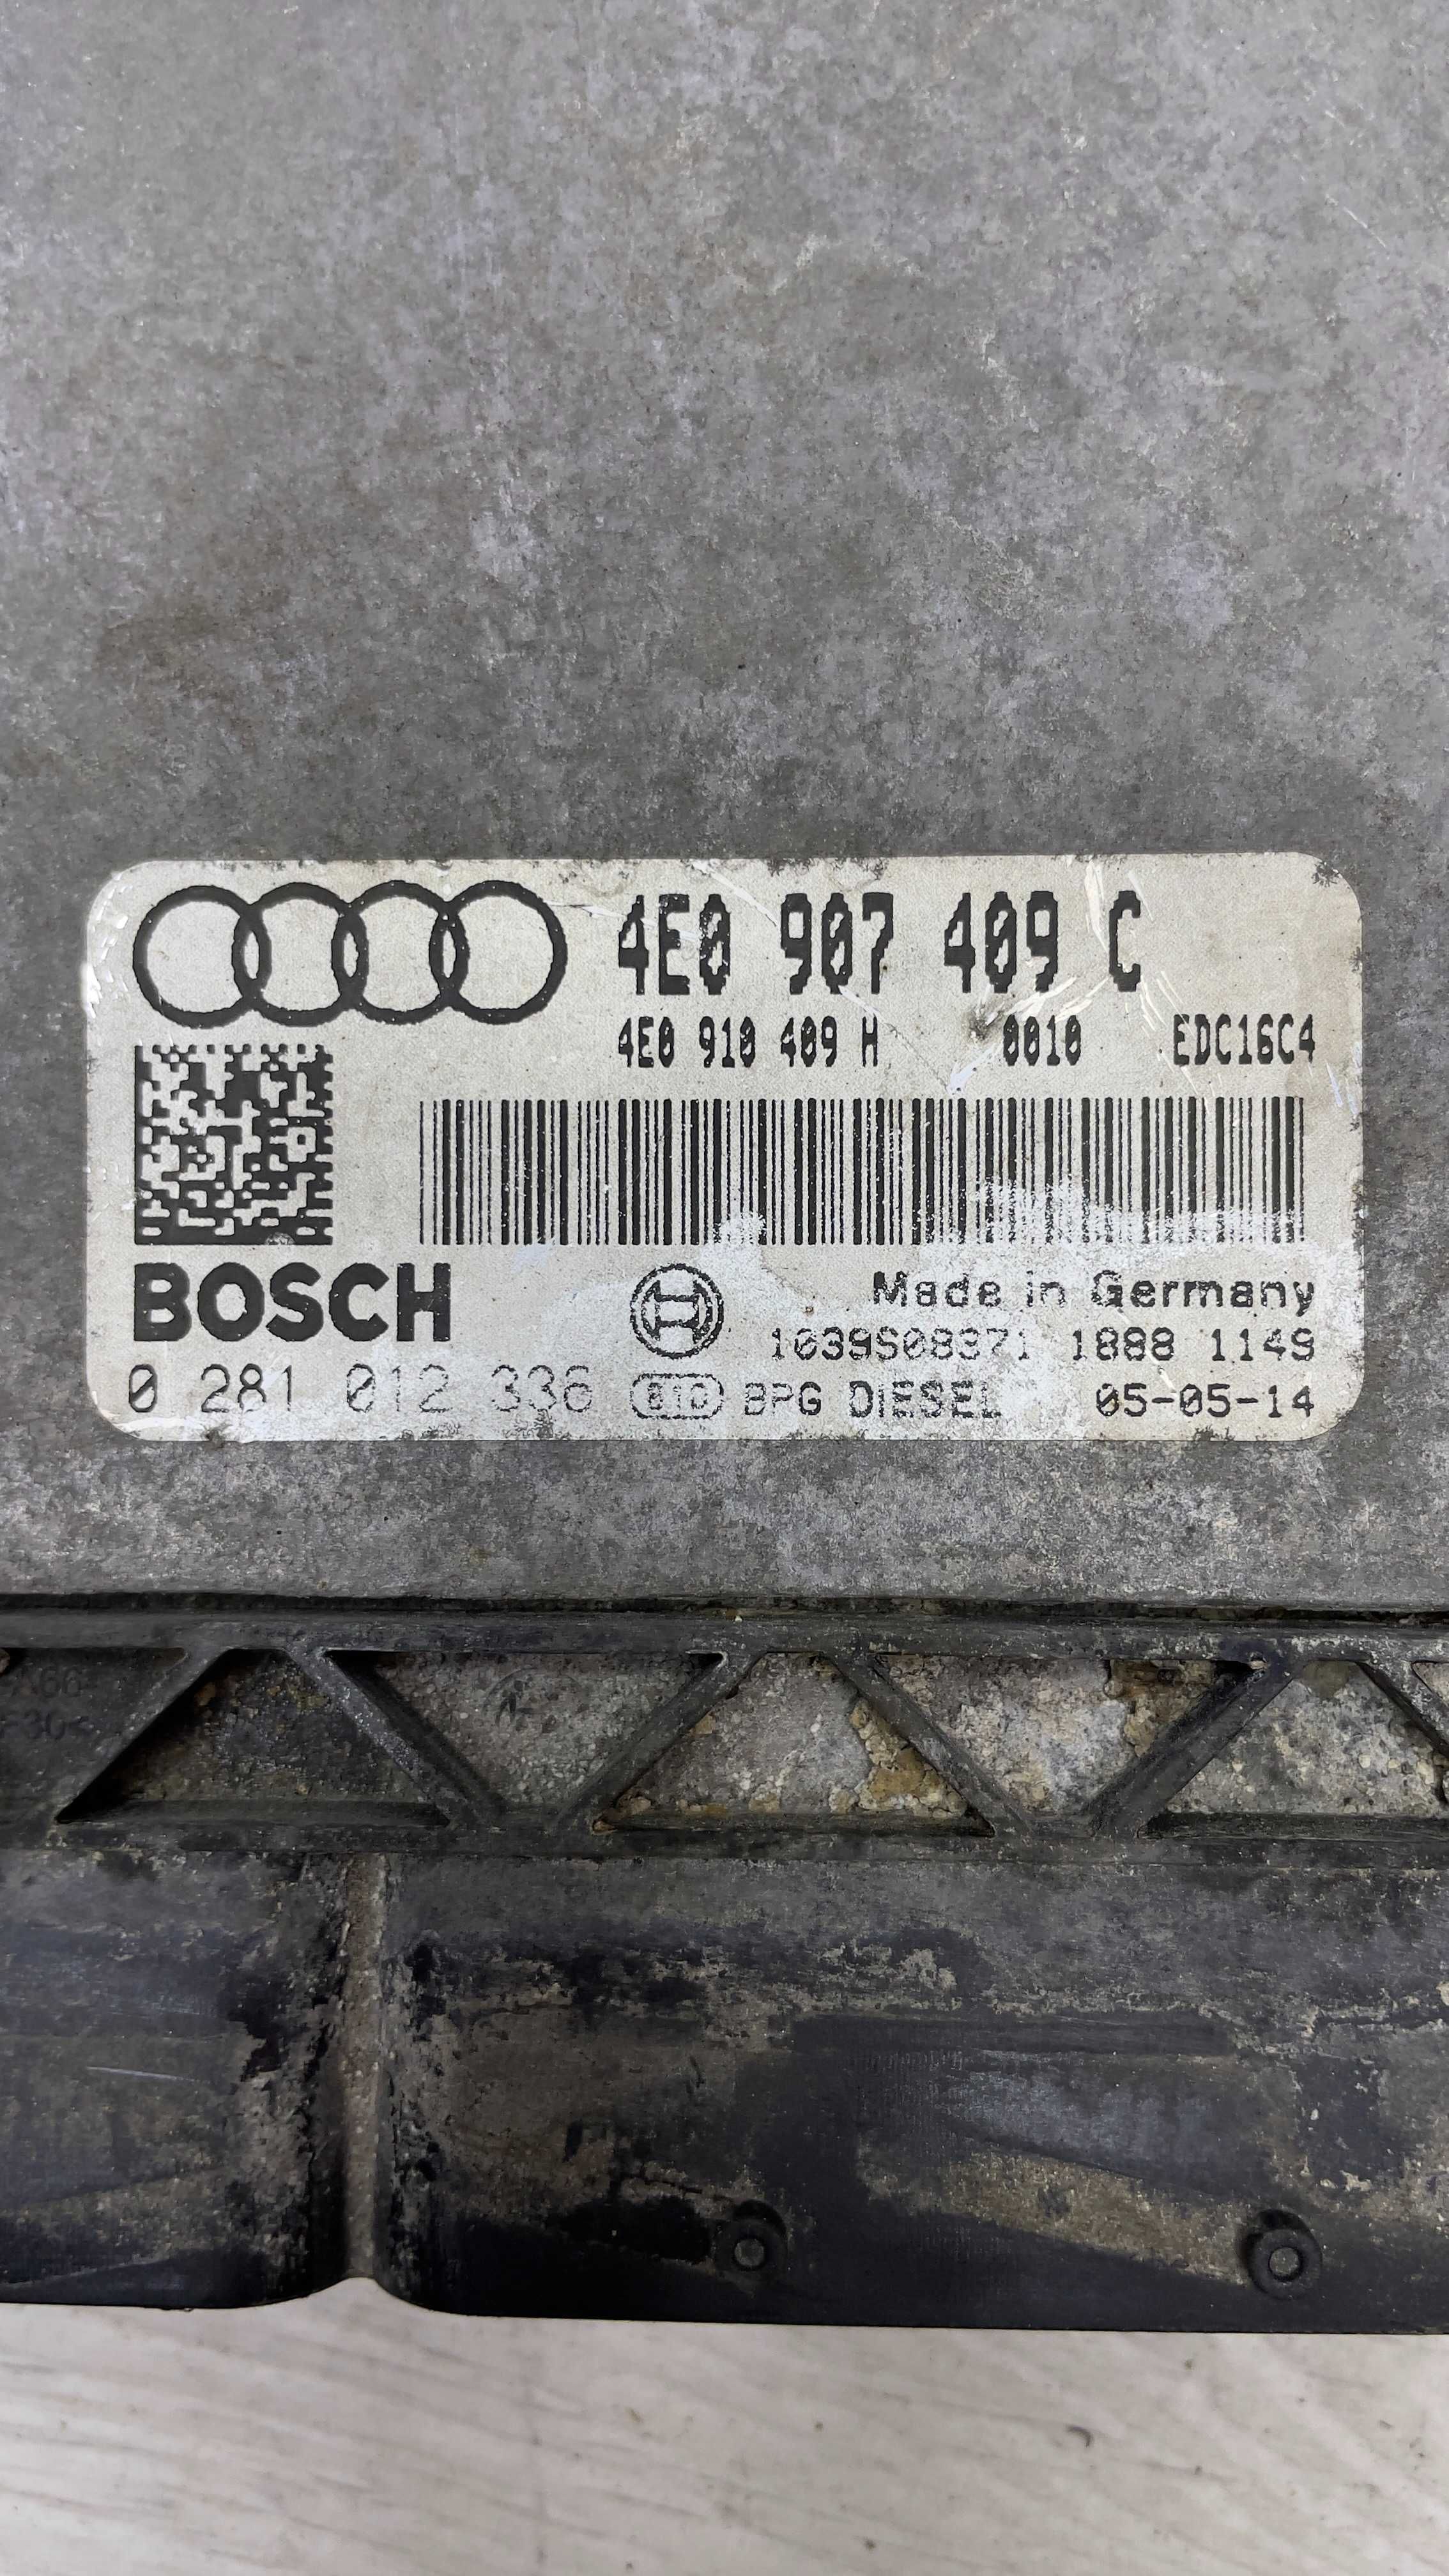 4E0 907 409 C
4E0 910 409 H 0010 EDC16C4
BOSCH
Made in Germany
1039S08371 1888 1149
0 281 012 336 BPG DIESEL 05-05-14